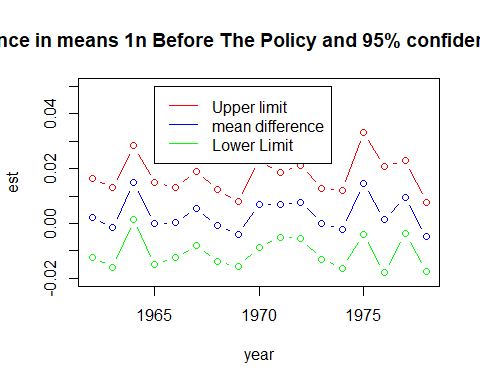 nce in means 1n Before The Policy and 95% confider
Upper limit
mean difference
Lower Limit
est
0.04
0.02
0.00
-0.02
1965 1970 1975
year